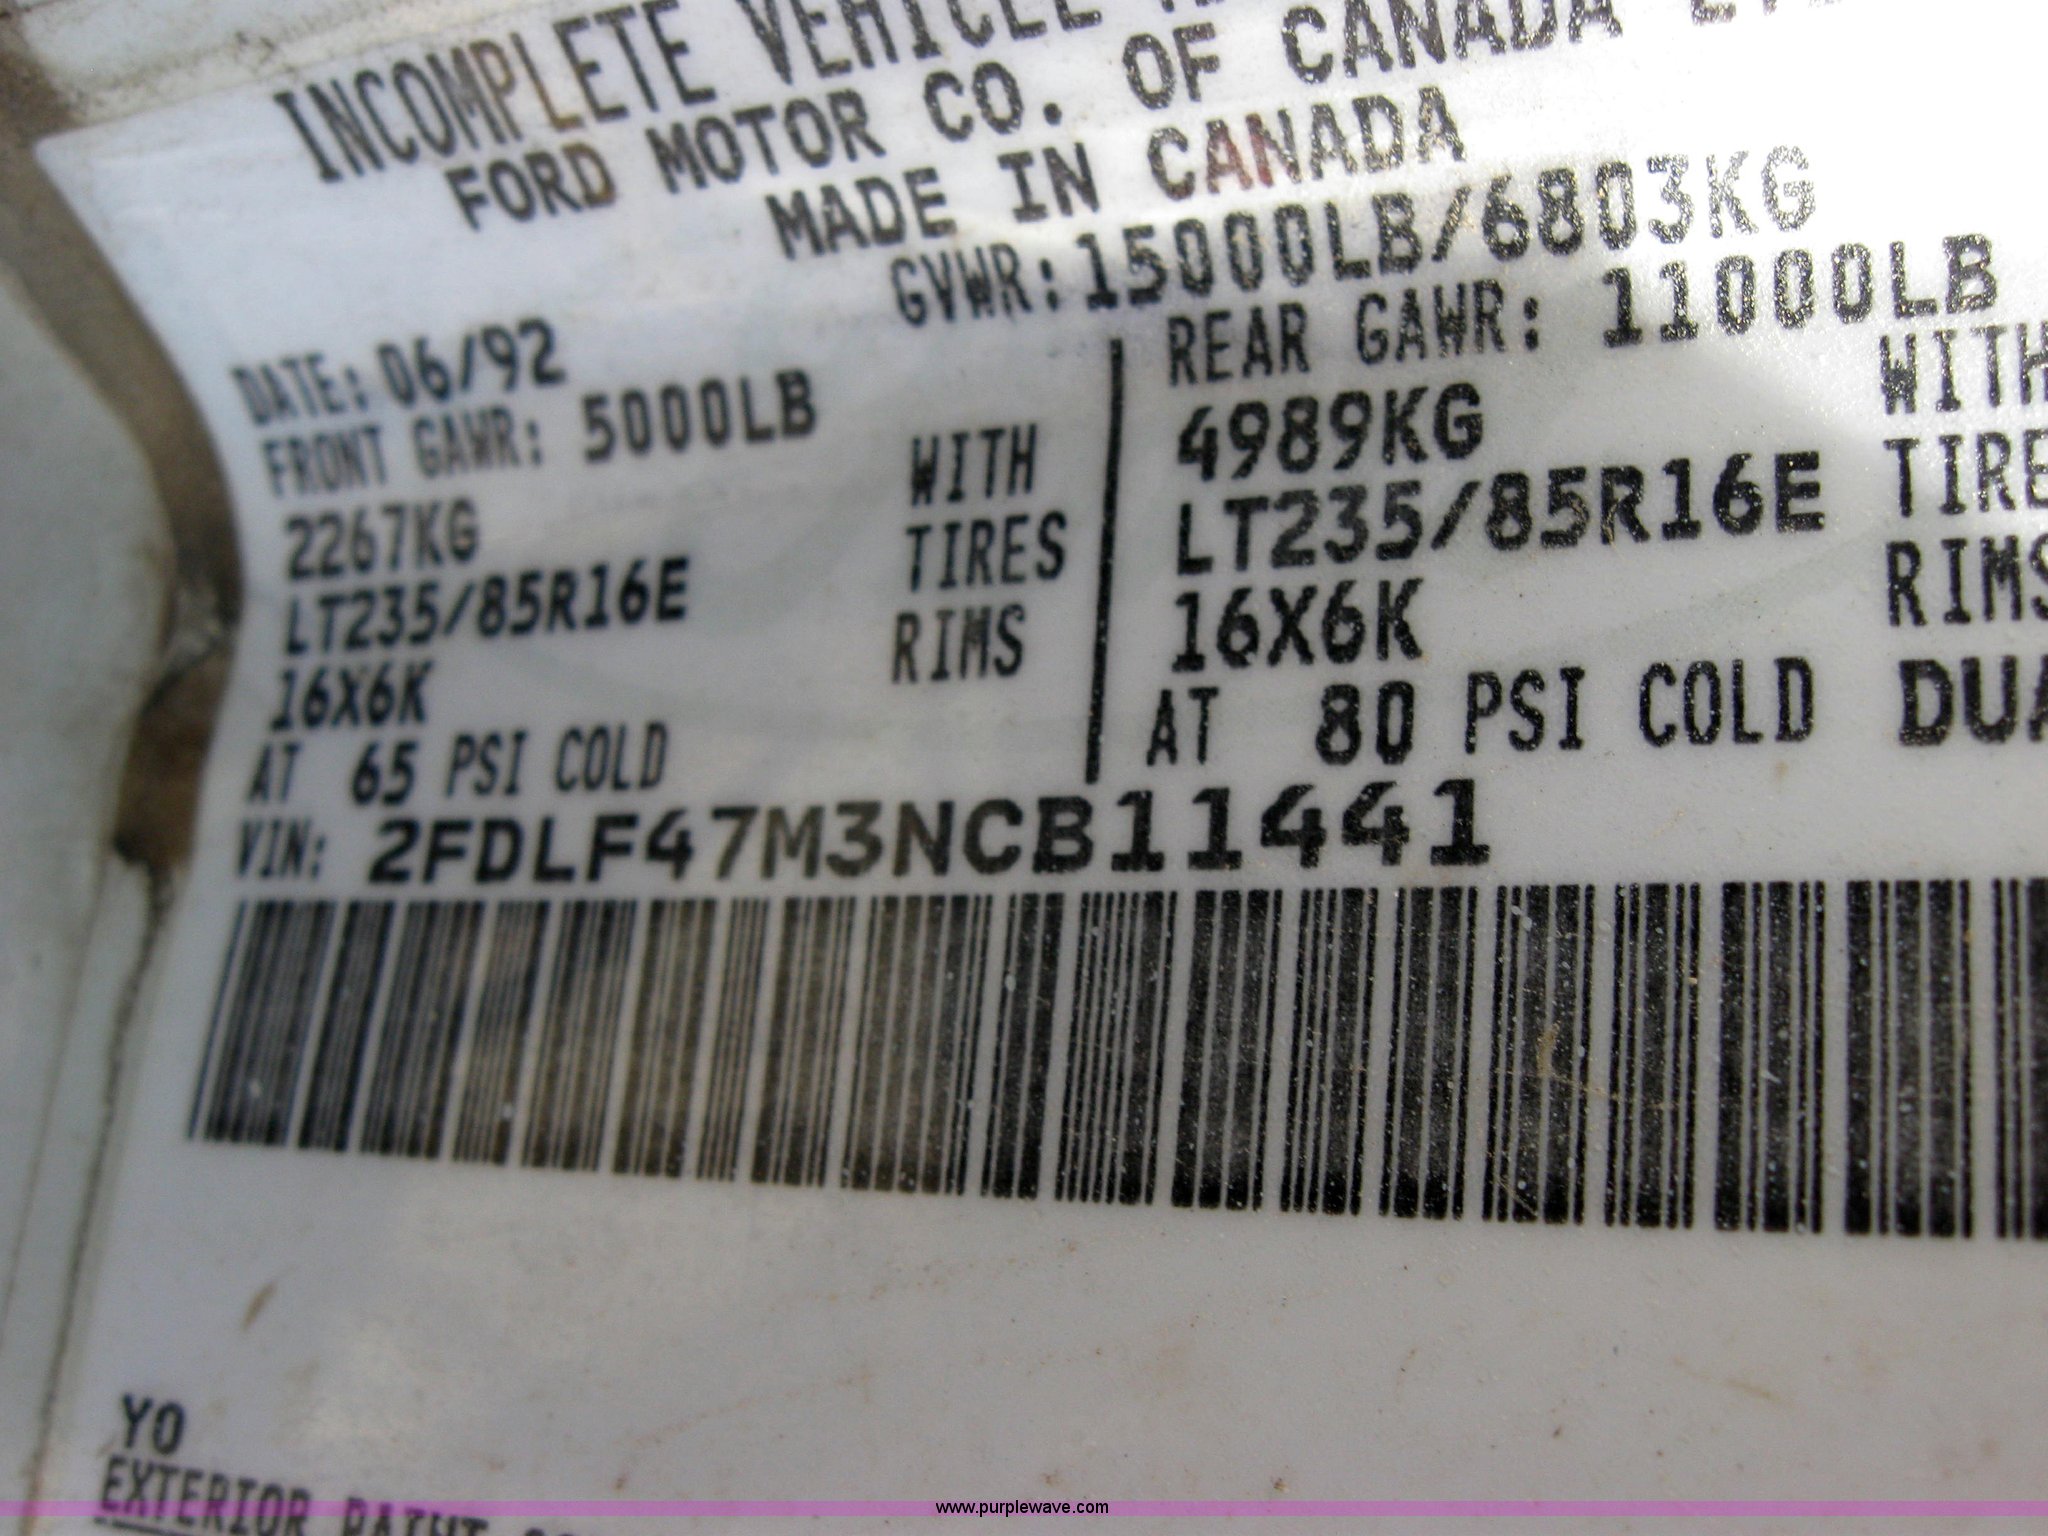 INCOMPLETE VEHICLE
FORD MOTOR CO. OF CANADA
MADE IN CANADA
GVWR: 15000LB/6803KG
DATE: 06/92
FRONT GAWR: 5000LB
2267KG WITH
LT235/85R16E TIRES
16X6K RIMS
AT 65 PSI COLD
REAR GAWR: 11000LB
4989KG WITH
LT235/85R16E TIRE
16X6K RIMS
AT 80 PSI COLD DUA
VIN: 2FDLF47M3NCB11441
YO
EXTERIOR PAINT
www.purplewave.com